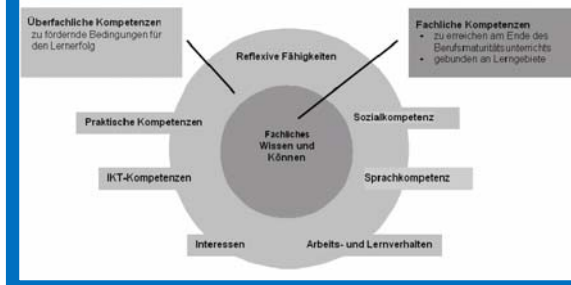 Überfachliche Kompetenzen
zu fördernde Bedingungen für
den Lernerfolg
Fachliche Kompetenzen
• zu erreichen am Ende des
Berufsmaturitätsunterrichts
• gebunden an Lerngebiete
Reflexive Fähigkeiten
Praktische Kompetenzen
Sozialkompetenz
Fachliches
Wissen und
Können
IKT-Kompetenzen
Sprachkompetenz
Interessen
Arbeits- und Lernverhalten